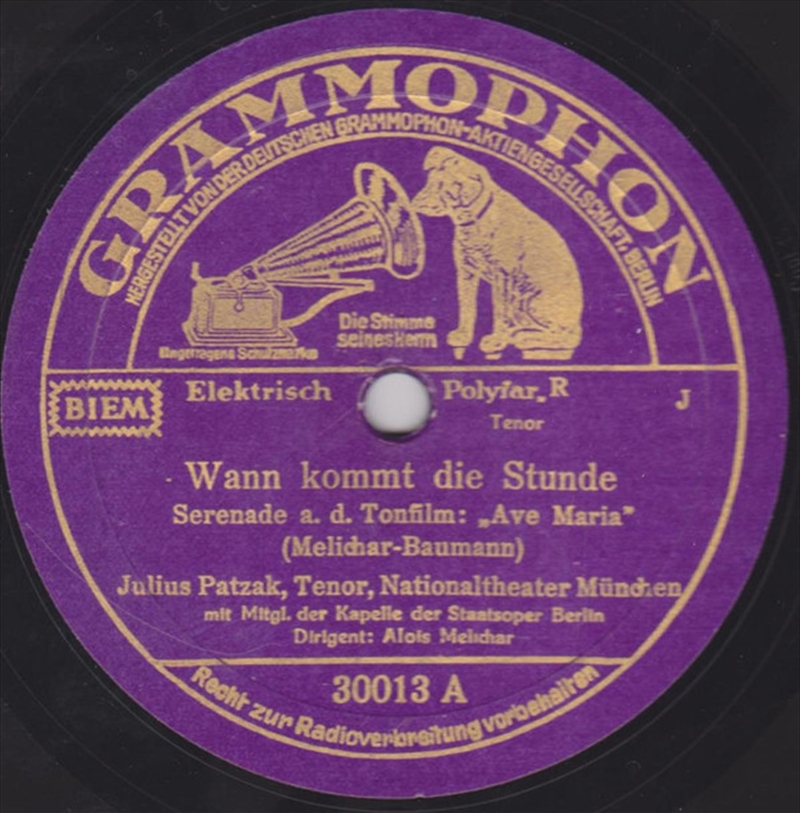 GRAMMOPHON
HERGESTELLT VON DER DEUTSCHEN GRAMMOPHON-AKTIENGESELLSCHAFT, BERLIN
Die Stimme
seines Herrn
Eingetragene Schutzmarke
BIEM
Elektrisch
Polyfar„R
J
Tenor
Wann kommt die Stunde
Serenade a. d. Tonfilm: „Ave Maria”
(Melichar-Baumann)
Julius Patzak, Tenor, Nationaltheater München
mit Mitgl. der Kapelle der Staatsoper Berlin
Dirigent: Alois Melichar
30013 A
Recht zur Radioverbreitung vorbehalten